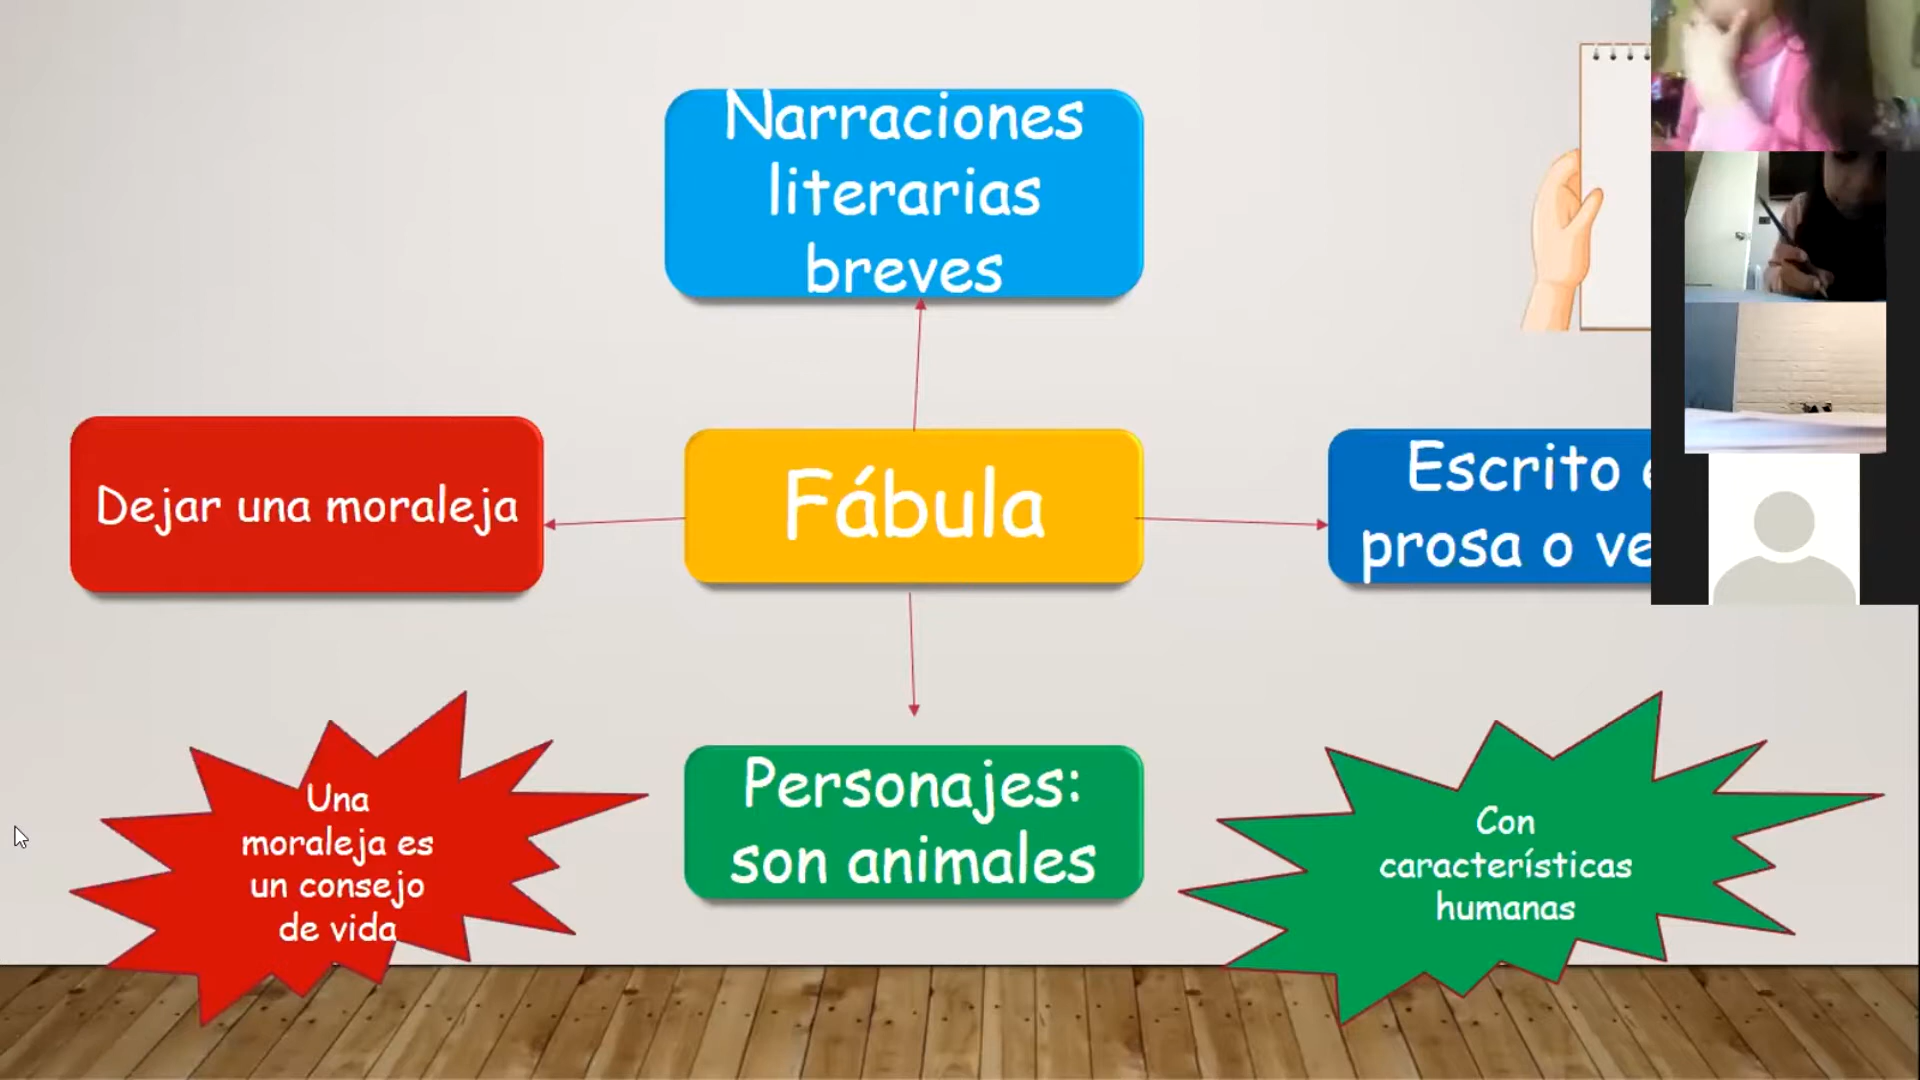 Narraciones
literarias
breves
Dejar una moraleja
Fábula
Escrito
prosa o
Personajes:
son animales
Una
moraleja es
un consejo
de vida
Con
características
humanas